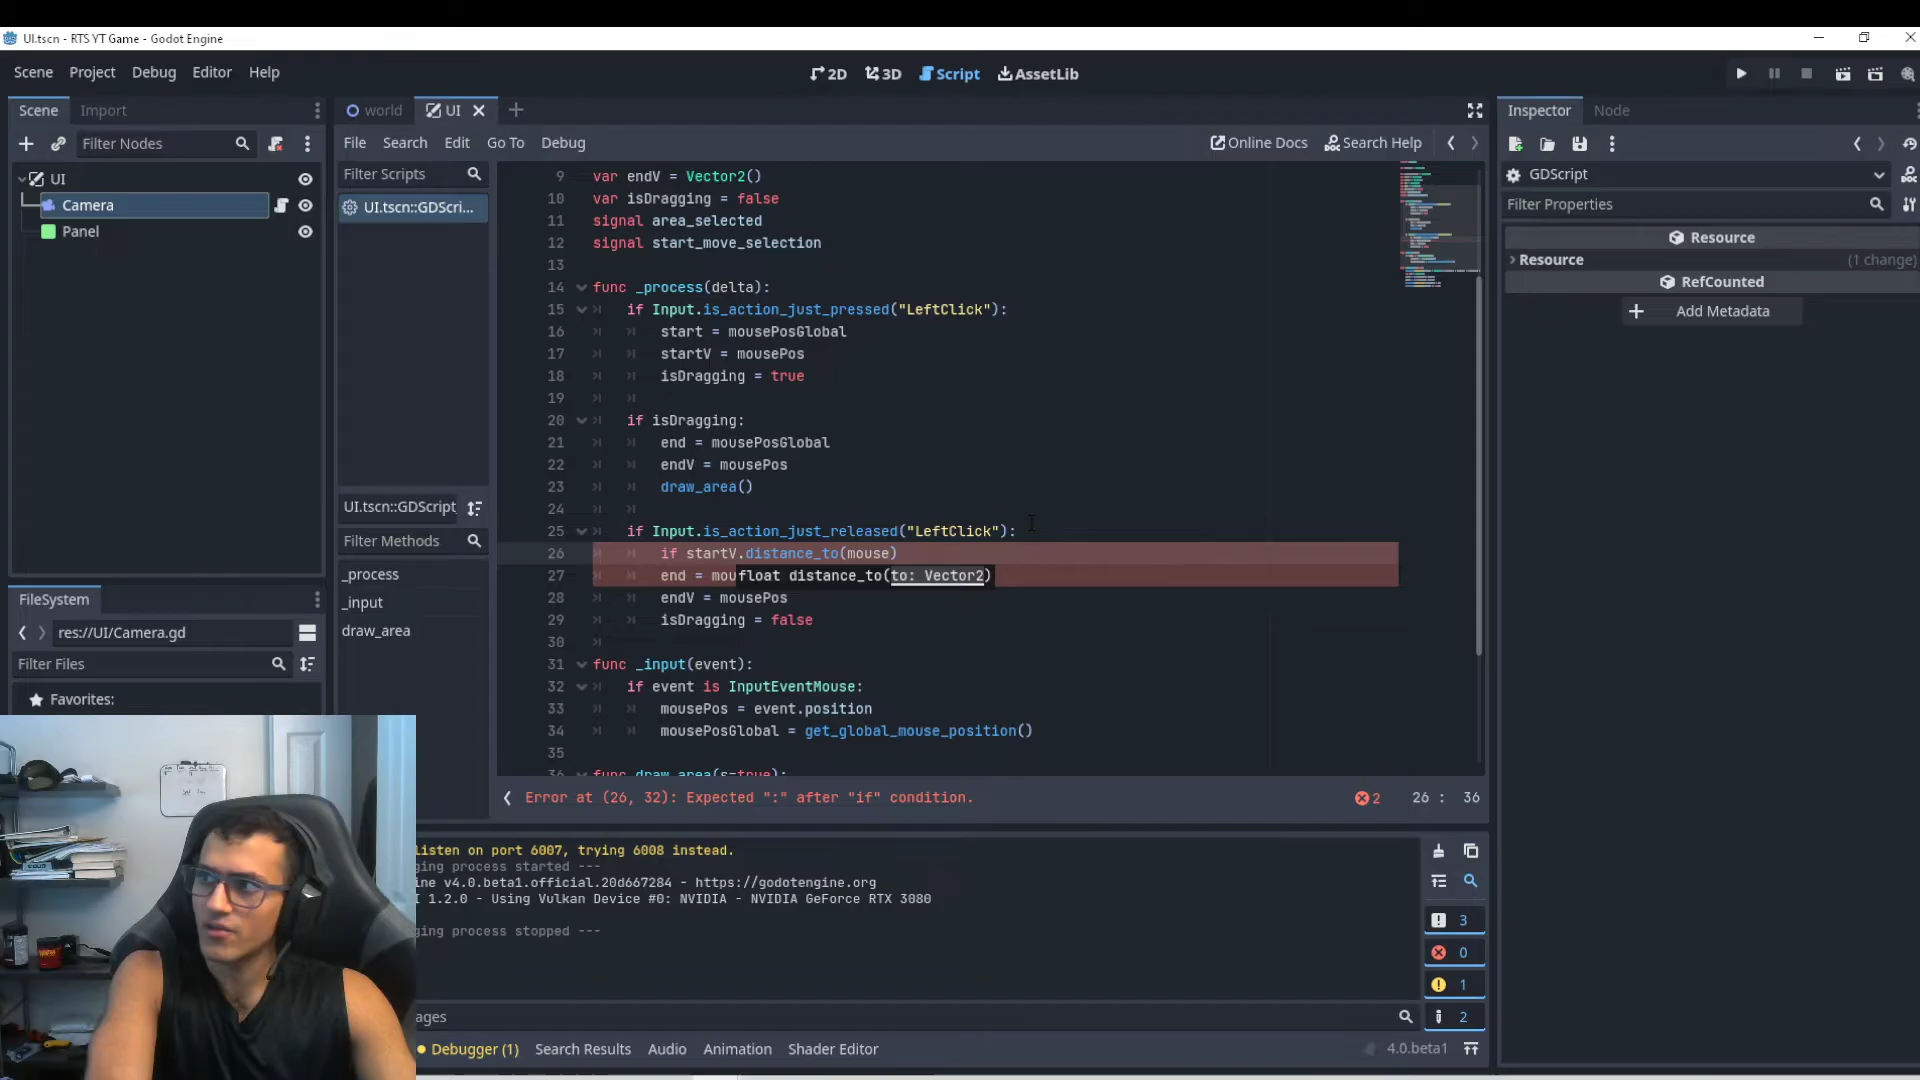 UI.tscn - RTS YT Game - Godot Engine
Scene Project Debug Editor Help
2D 3D Script AssetLib
Scene Import
world UI
Inspector Node
Filter Nodes
File Search Edit Go To Debug
Online Docs Search Help
UI
Camera
Panel
Filter Scripts
UI.tscn::GDScri...
GDScript
Filter Properties
Resource
Resource (1 change)
RefCounted
Add Metadata
9 var endV = Vector2()
10 var isDragging = false
11 signal area_selected
12 signal start_move_selection
13
14 func _process(delta):
15 if Input.is_action_just_pressed("LeftClick"):
16 start = mousePosGlobal
17 startV = mousePos
18 isDragging = true
19
20 if isDragging:
21 end = mousePosGlobal
22 endV = mousePos
23 draw_area()
24
25 if Input.is_action_just_released("LeftClick"):
26 if startV.distance_to(mouse)
27 end = mou
float distance_to(to: Vector2)
28 endV = mousePos
29 isDragging = false
30
31 func _input(event):
32 if event is InputEventMouse:
33 mousePos = event.position
34 mousePosGlobal = get_global_mouse_position()
35
36 func draw_area(s=true):
UI.tscn::GDScript
Filter Methods
_process
_input
draw_area
FileSystem
res://UI/Camera.gd
Filter Files
Favorites:
Error at (26, 32): Expected ":" after "if" condition.
2 26 : 36
listen on port 6007, trying 6008 instead.
ging process started ---
ine v4.0.beta1.official.20d667284 - https://godotengine.org
I 1.2.0 - Using Vulkan Device #0: NVIDIA - NVIDIA GeForce RTX 3080
ging process stopped ---
3
0
1
2
ages
Debugger (1) Search Results Audio Animation Shader Editor
4.0.beta1